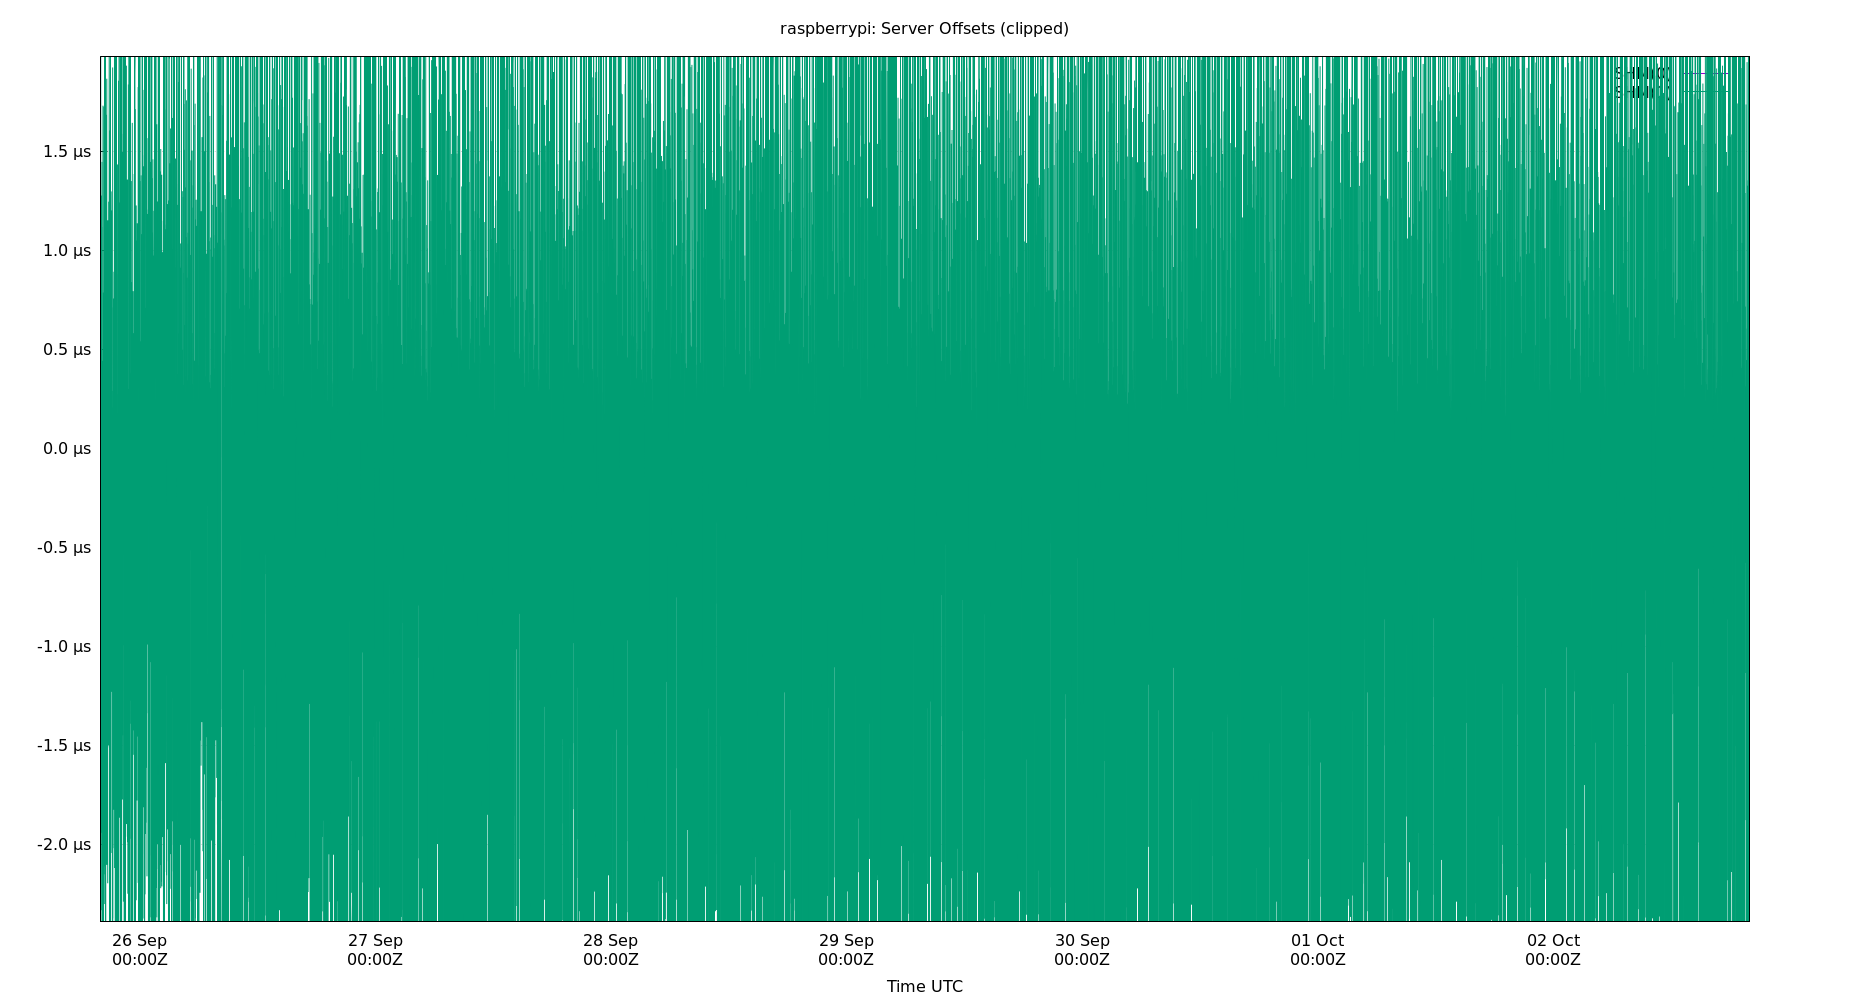 raspberrypi: Server Offsets (clipped)
1.5 µs
1.0 µs
0.5 µs
0.0 µs
-0.5 µs
-1.0 µs
-1.5 µs
-2.0 µs
26 Sep 27 Sep 28 Sep 29 Sep 30 Sep 01 Oct 02 Oct
00:00Z 00:00Z 00:00Z 00:00Z 00:00Z 00:00Z 00:00Z
Time UTC